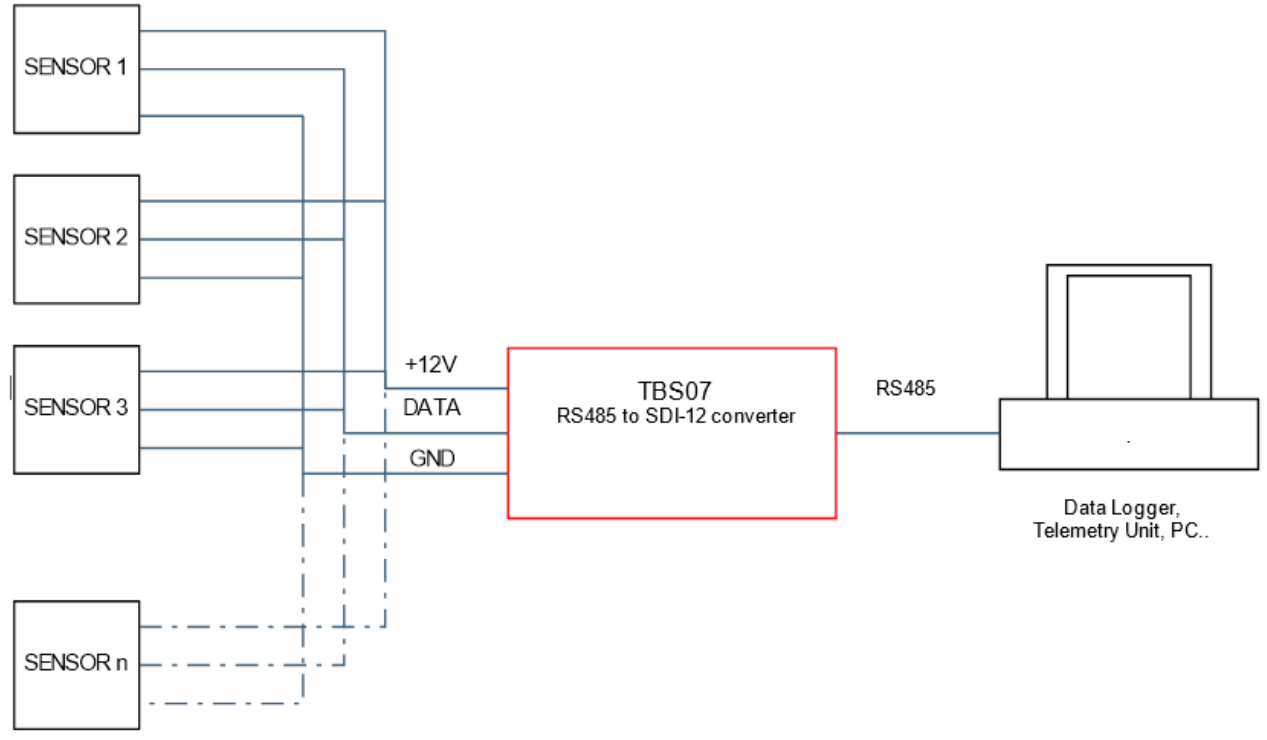 SENSOR 1
SENSOR 2
SENSOR 3
SENSOR n
+12V
DATA
GND
TBS07
RS485 to SDI-12 converter
RS485
Data Logger,
Telemetry Unit, PC..